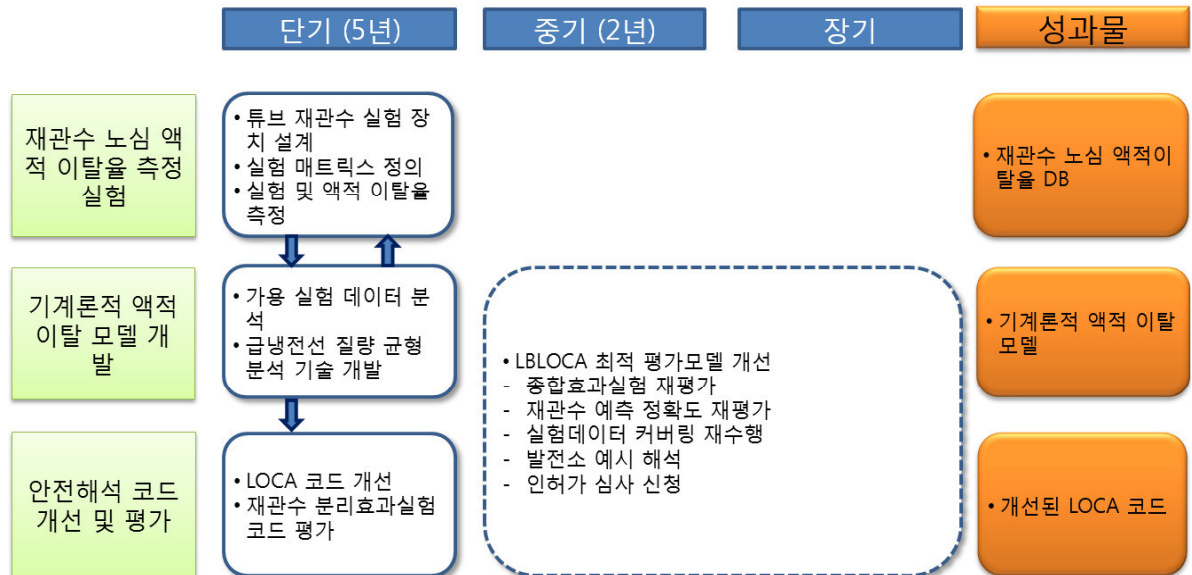 단기 (5년)
중기 (2년)
장기
성과물
재관수 노심 액
적 이탈율 측정
실험
• 튜브 재관수 실험 장
치 설계
• 실험 매트릭스 정의
• 실험 및 액적 이탈율
측정
• 재관수 노심 액적이
탈율 DB
기계론적 액적
이탈 모델 개
발
• 가용 실험 데이터 분
석
• 급냉전선 질량 균형
분석 기술 개발
• LBLOCA 최적 평가모델 개선
- 종합효과실험 재평가
- 재관수 예측 정확도 재평가
- 실험데이터 커버링 재수행
- 발전소 예시 해석
- 인허가 심사 신청
• 기계론적 액적 이탈
모델
안전해석 코드
개선 및 평가
• LOCA 코드 개선
• 재관수 분리효과실험
코드 평가
• 개선된 LOCA 코드